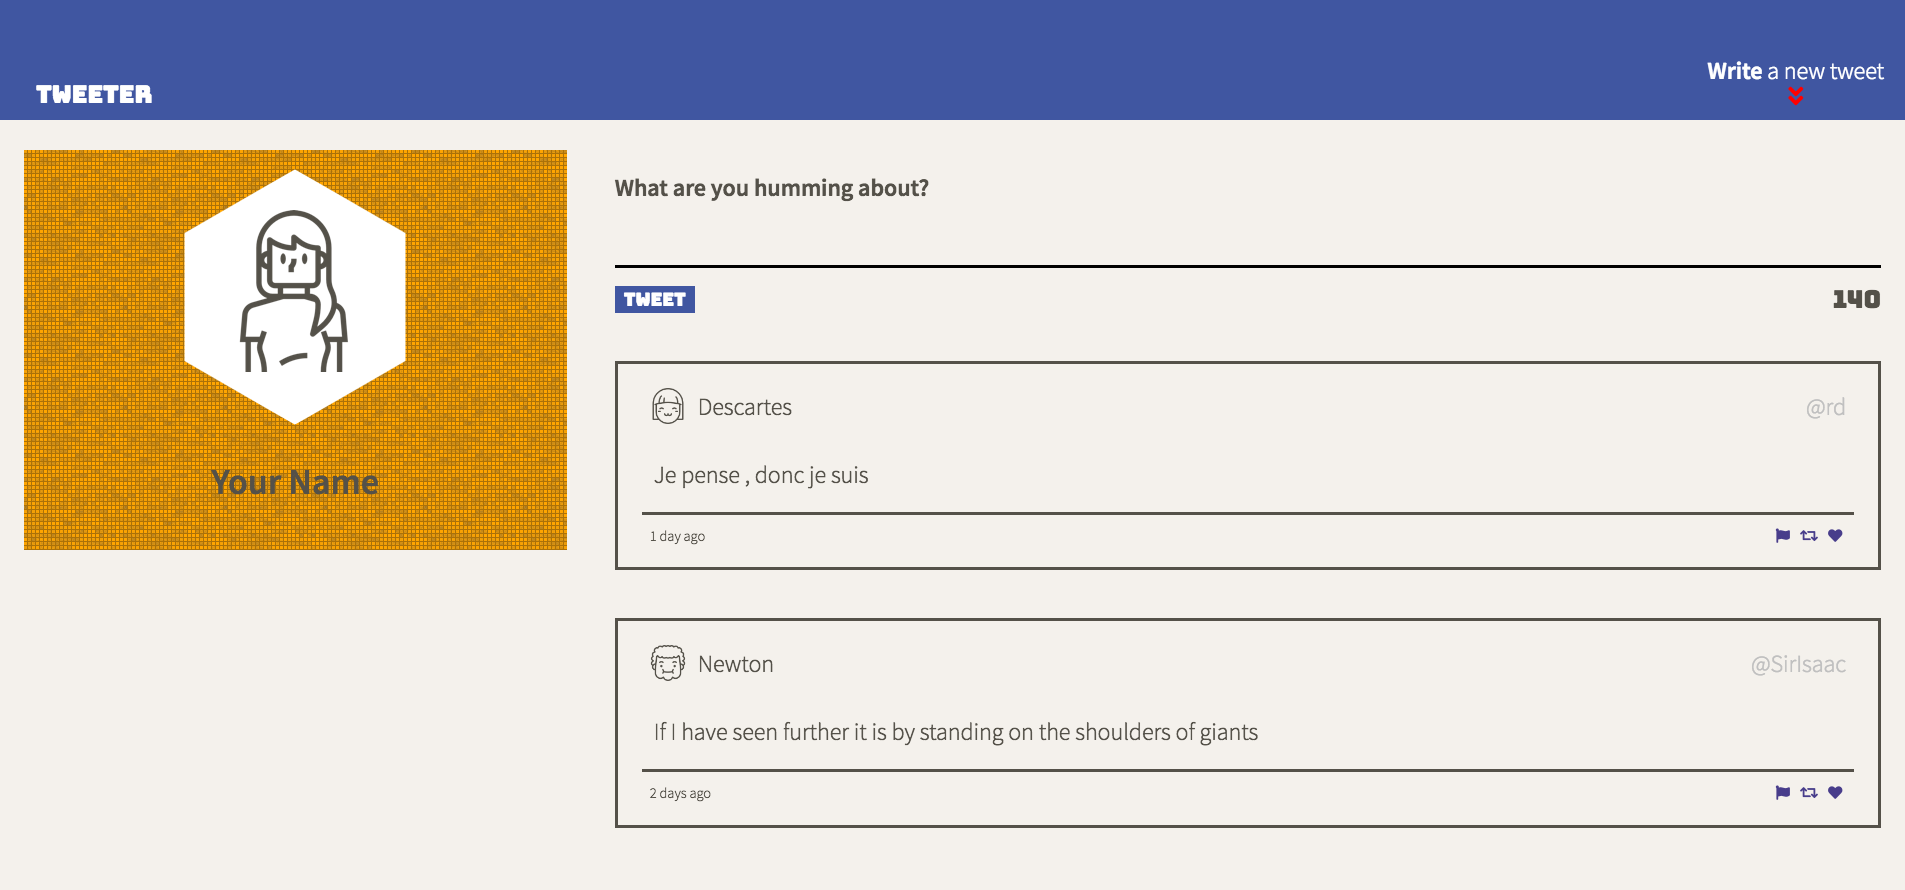 TWEETER
Write a new tweet
Your Name
What are you humming about?
TWEET
140
Descartes
@rd
Je pense , donc je suis
1 day ago
Newton
@SirIsaac
If I have seen further it is by standing on the shoulders of giants
2 days ago